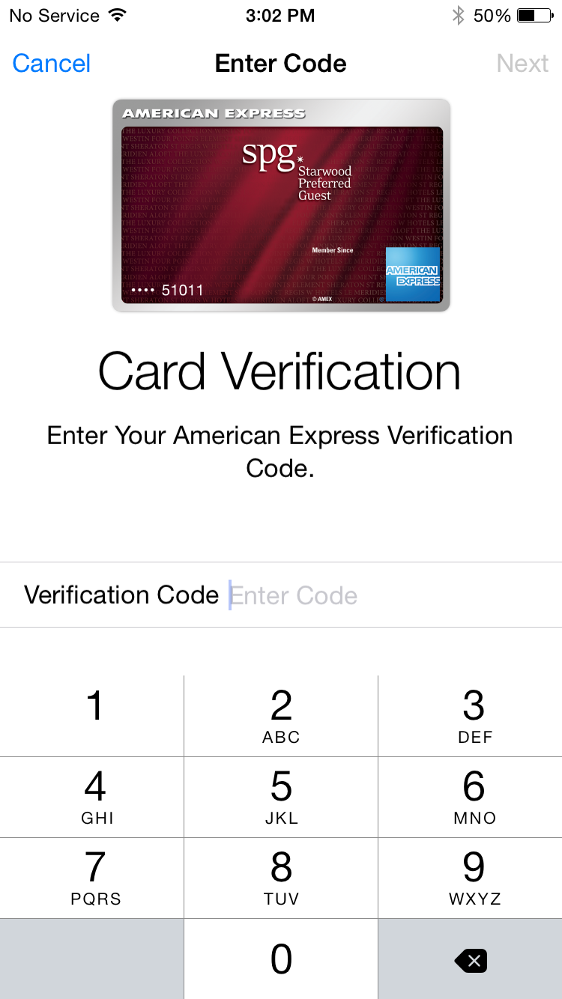 No Service 3:02 PM 50%
Cancel Enter Code Next
AMERICAN EXPRESS
spg
Starwood
Preferred
Guest
Member Since
AMERICAN
EXPRESS
•••• 51011
© AMEX
Card Verification
Enter Your American Express Verification
Code.
Verification Code Enter Code
1 2 3
ABC DEF
4 5 6
GHI JKL MNO
7 8 9
PQRS TUV WXYZ
0